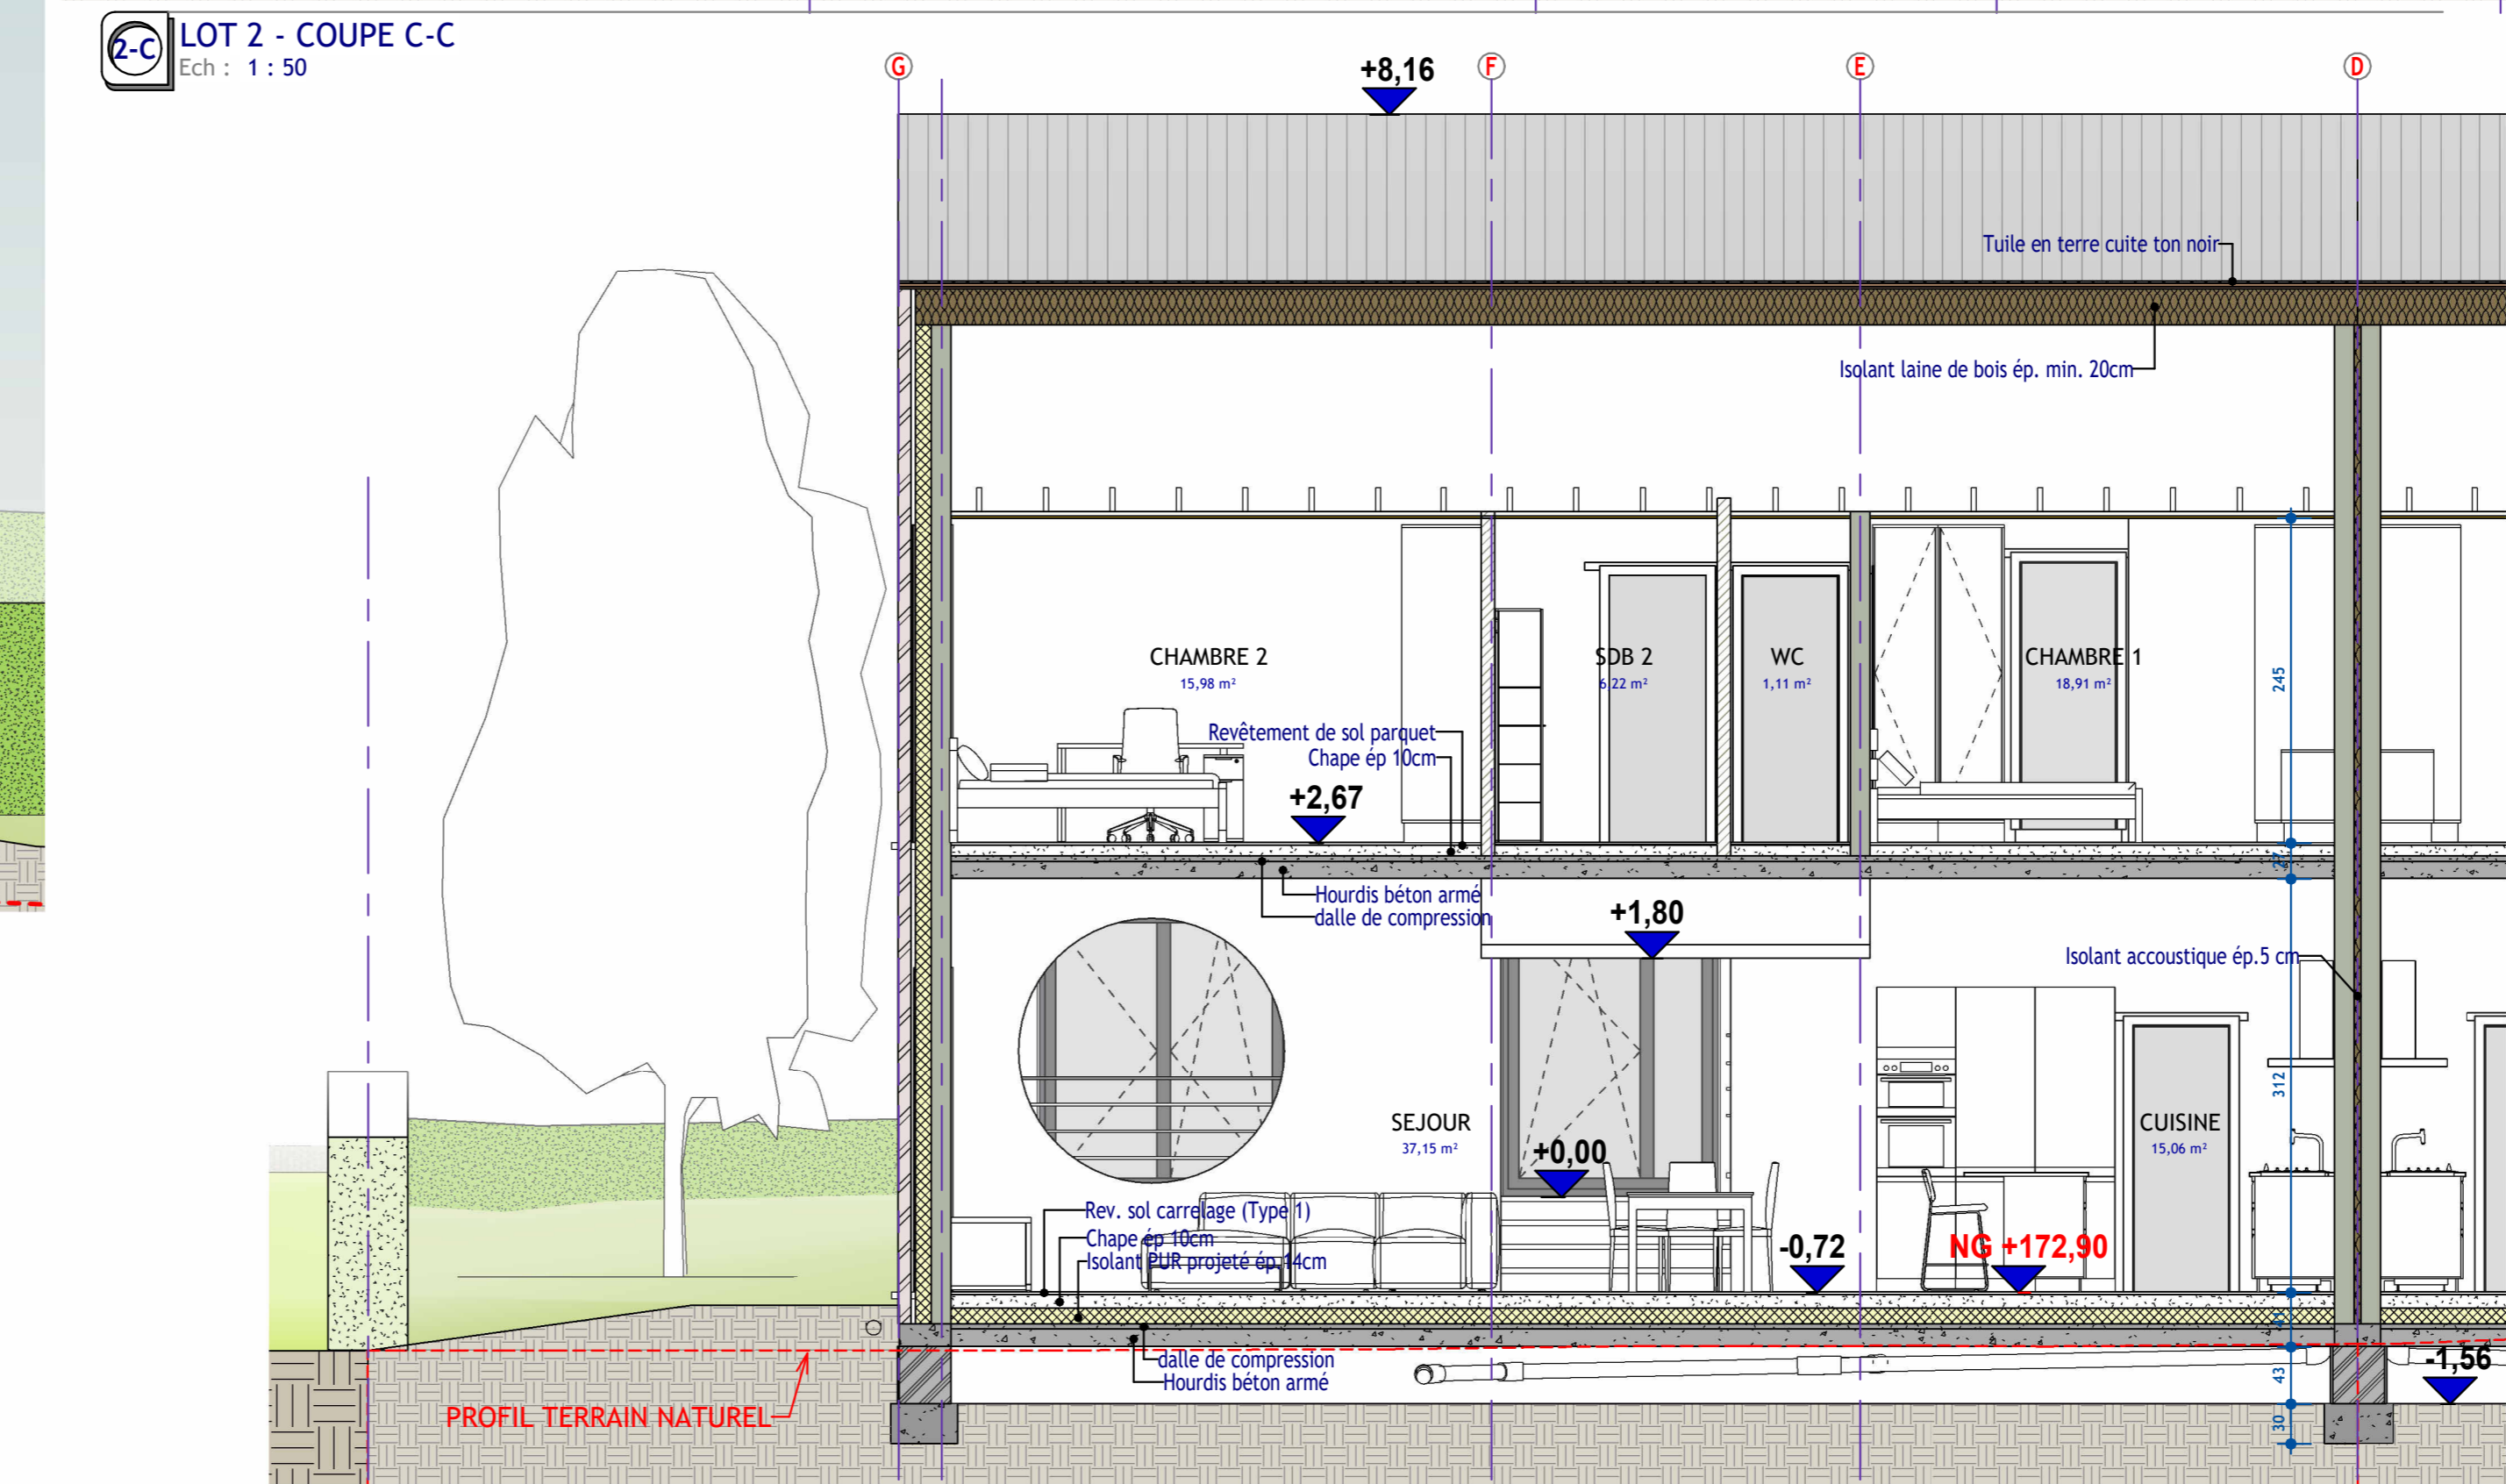 2-C
LOT 2 - COUPE C-C
Ech : 1 : 50
G
+8,16
F
E
D
Tuile en terre cuite ton noir
Isolant laine de bois ép. min. 20cm
CHAMBRE 2
15,98 m²
SDB 2
6,22 m²
WC
1,11 m²
CHAMBRE 1
18,91 m²
245
Revêtement de sol parquet
Chape ép 10cm
+2,67
27
Hourdis béton armé
dalle de compression
+1,80
Isolant accoustique ép.5 cm
312
SEJOUR
37,15 m²
CUISINE
15,06 m²
+0,00
Rev. sol carrelage (Type 1)
Chape ép 10cm
Isolant PUR projeté ép.14cm
-0,72
NG +172,90
41
dalle de compression
Hourdis béton armé
-1,56
43
PROFIL TERRAIN NATUREL
30